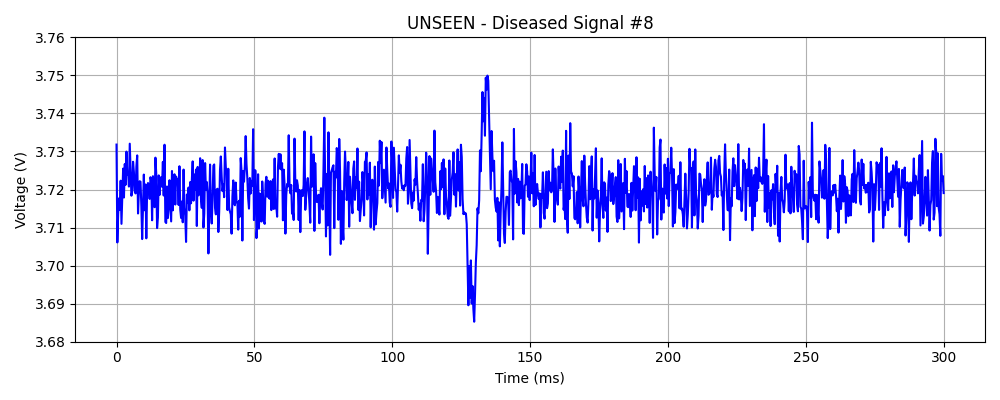 UNSEEN - Diseased Signal #8
3.76
3.75
3.74
3.73
3.72
3.71
3.70
3.69
3.68
Voltage (V)
0 50 100 150 200 250 300
Time (ms)